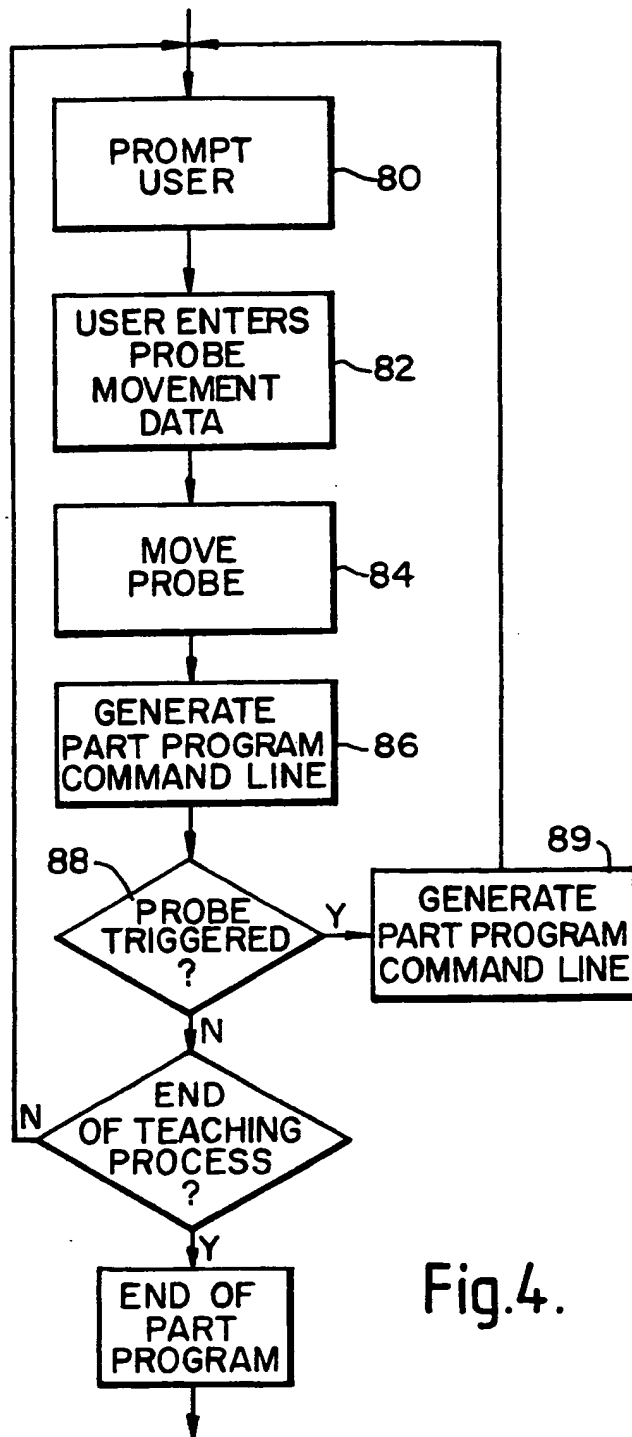 PROMPT
USER
80
USER ENTERS
PROBE
MOVEMENT
DATA
82
MOVE
PROBE
84
GENERATE
PART PROGRAM
COMMAND LINE
86
88
PROBE
TRIGGERED
?
Y
89
GENERATE
PART PROGRAM
COMMAND LINE
N
END
OF TEACHING
PROCESS
?
N
Y
END OF
PART
PROGRAM
Fig.4.